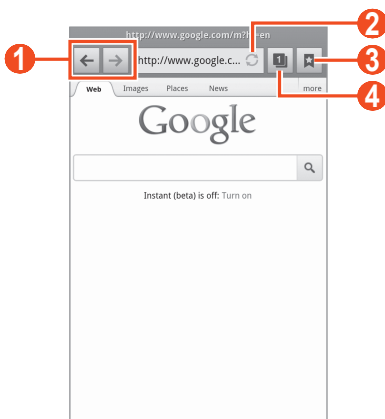 http://www.google.com/m?hl=en
2
1
http://www.google.c...
1
3
4
Web Images Places News more
Google
Instant (beta) is off: Turn on